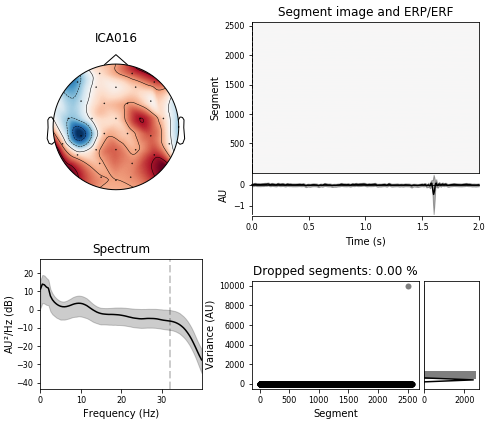 ICA016
Segment image and ERP/ERF
2500
2000
1500
1000
500
Segment
0
−1
AU
0.0 0.5 1.0 1.5 2.0
Time (s)
Spectrum
20
10
0
−10
−20
−30
−40
AU²/Hz (dB)
0 10 20 30
Frequency (Hz)
Dropped segments: 0.00 %
10000
8000
6000
4000
2000
0
Variance (AU)
0 500 1000 1500 2000 2500
Segment
0 2000